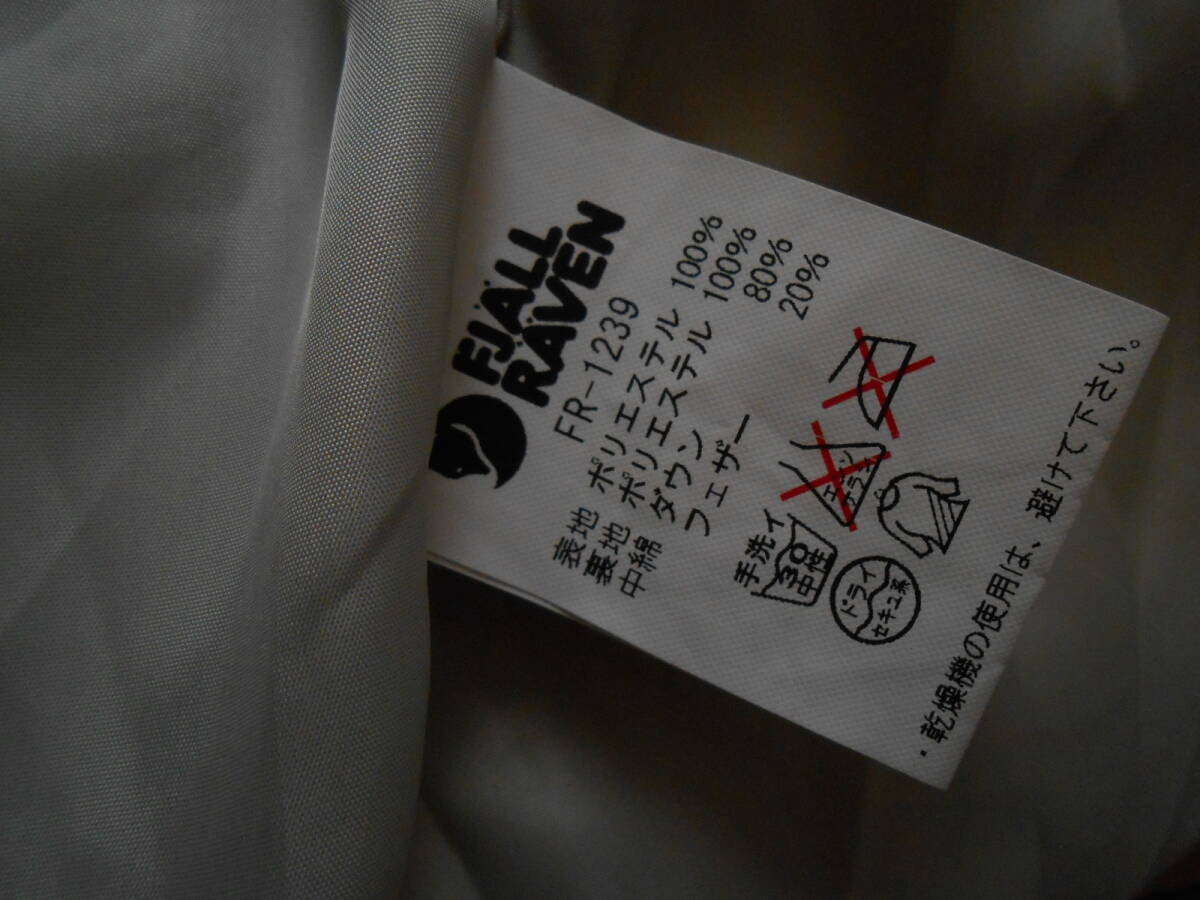 FJÄLL
RÄVEN
FR-1239
表地 ポリエステル 100%
裏地 ポリエステル 100%
中綿 ダウン 80%
フェザー 20%
手洗イ
30
中性
エンソ
サラシ
ドライ
セキユ系
・乾燥機の使用は、避けて下さい。